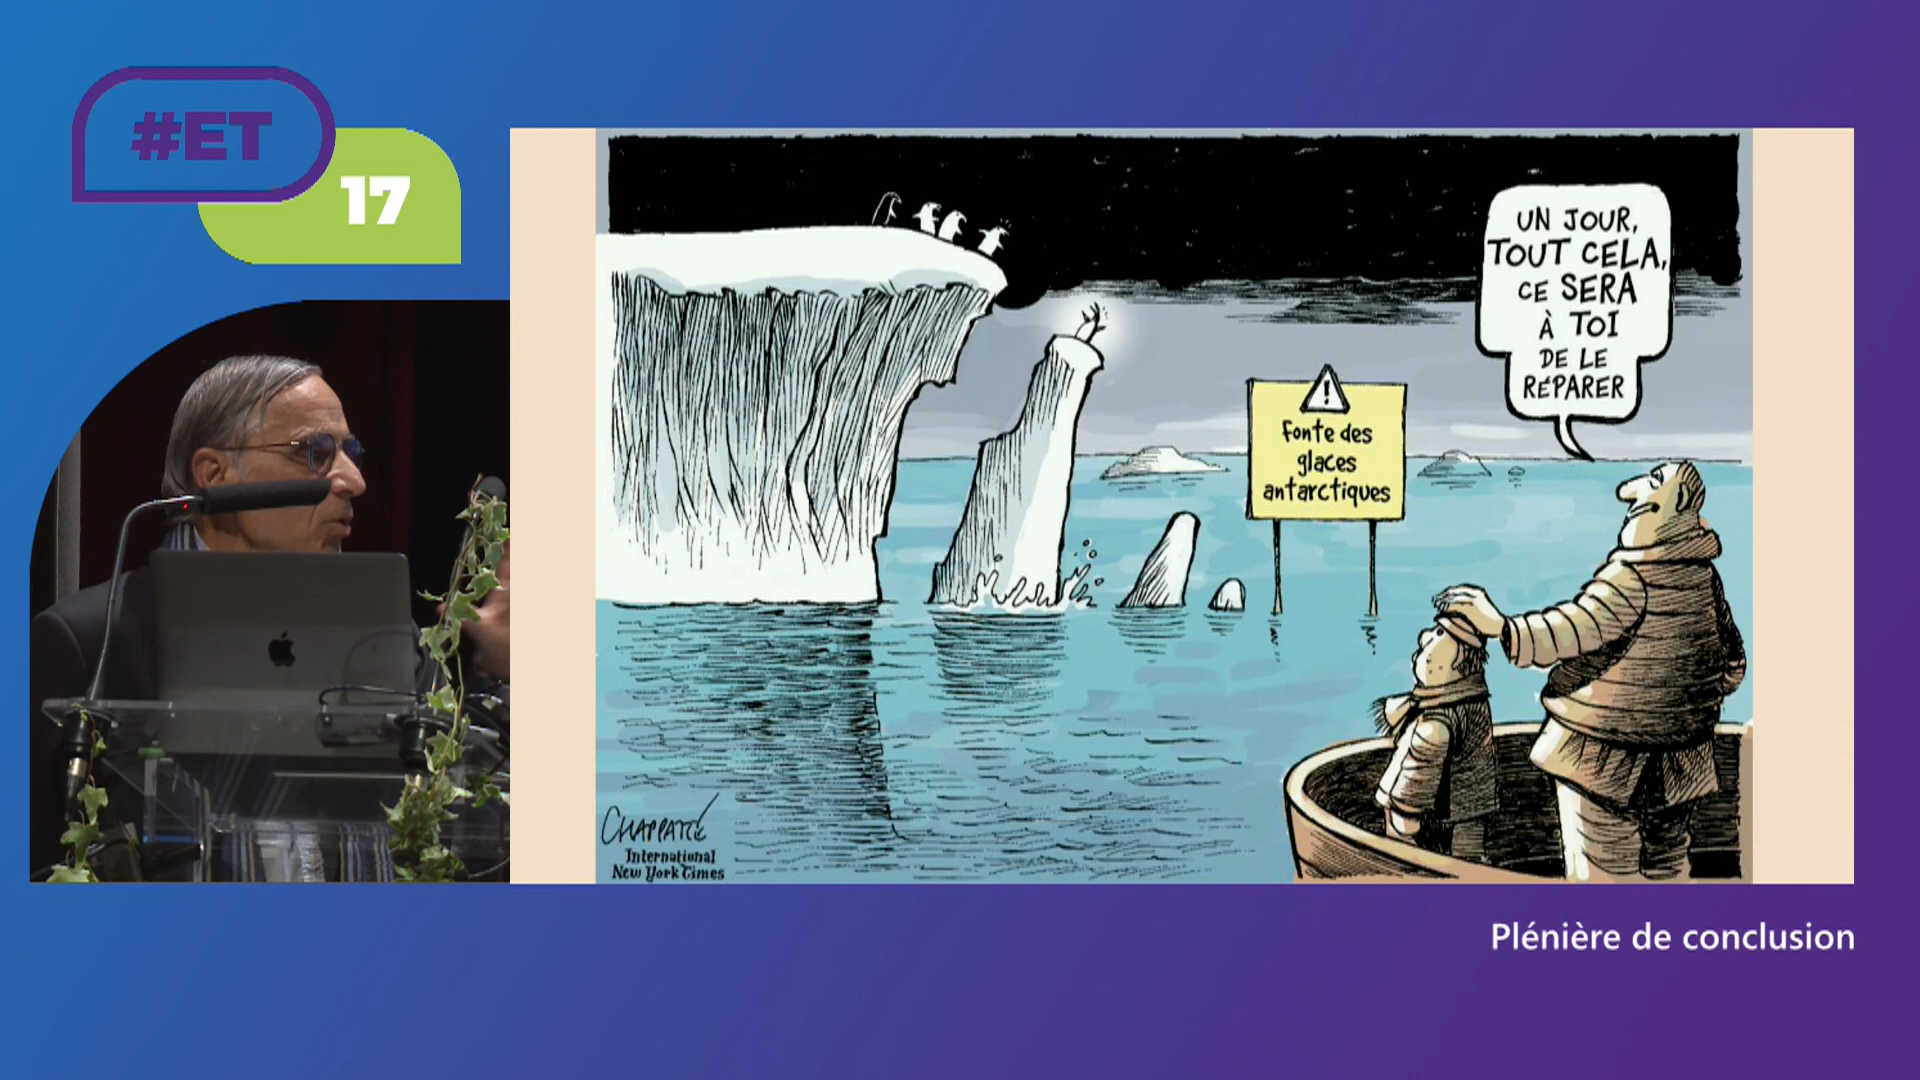 #ET
17
UN JOUR,
TOUT CELA,
CE SERA
À TOI
DE LE
RÉPARER
!
Fonte des
glaces
antarctiques
CHAPPATTE
International
New York Times
Plénière de conclusion